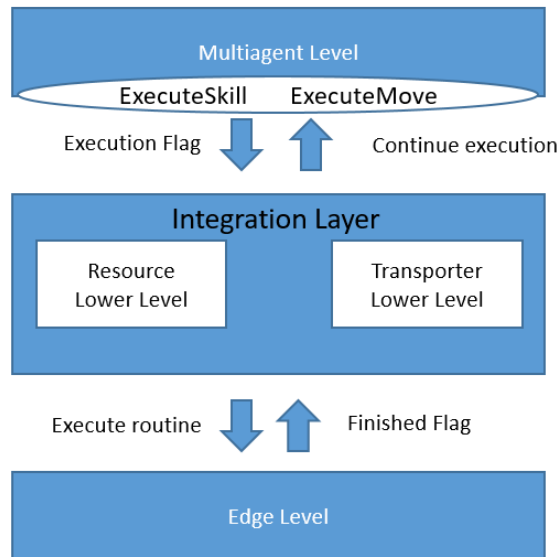 Multiagent Level
ExecuteSkill ExecuteMove
Execution Flag Continue execution
Integration Layer
Resource Transporter
Lower Level Lower Level
Execute routine Finished Flag
Edge Level